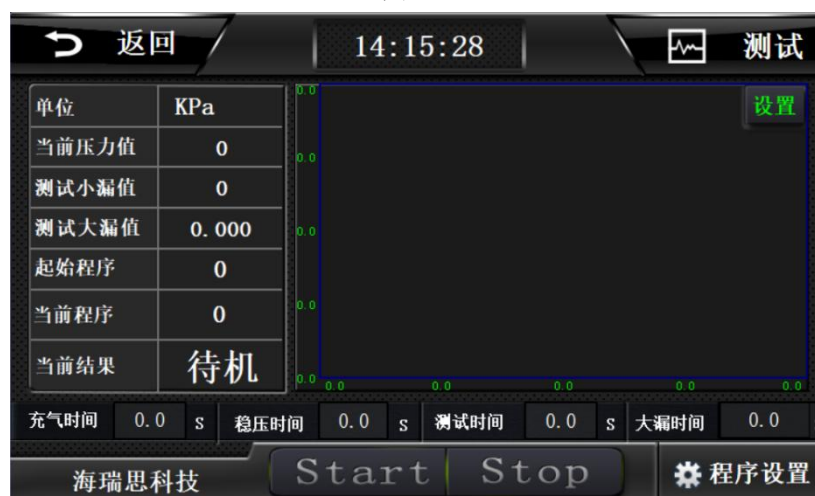 返回
14:15:28
测试
单位 KPa
当前压力值 0
测试小漏值 0
测试大漏值 0.000
起始程序 0
当前程序 0
当前结果 待机
0.0
0.0
0.0
0.0
0.0
设置
0.0 0.0 0.0 0.0 0.0
充气时间 0.0 s 稳压时间 0.0 s 测试时间 0.0 s 大漏时间 0.0
海瑞思科技 Start Stop 程序设置